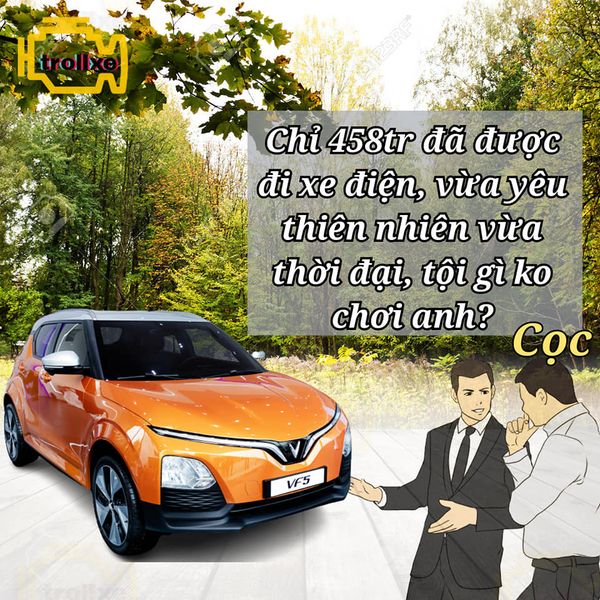 trollxe
Chỉ 458tr đã được
đi xe điện, vừa yêu
thiên nhiên vừa
thời đại, tội gì ko
chơi anh?
Cọc
VF5
trollxe